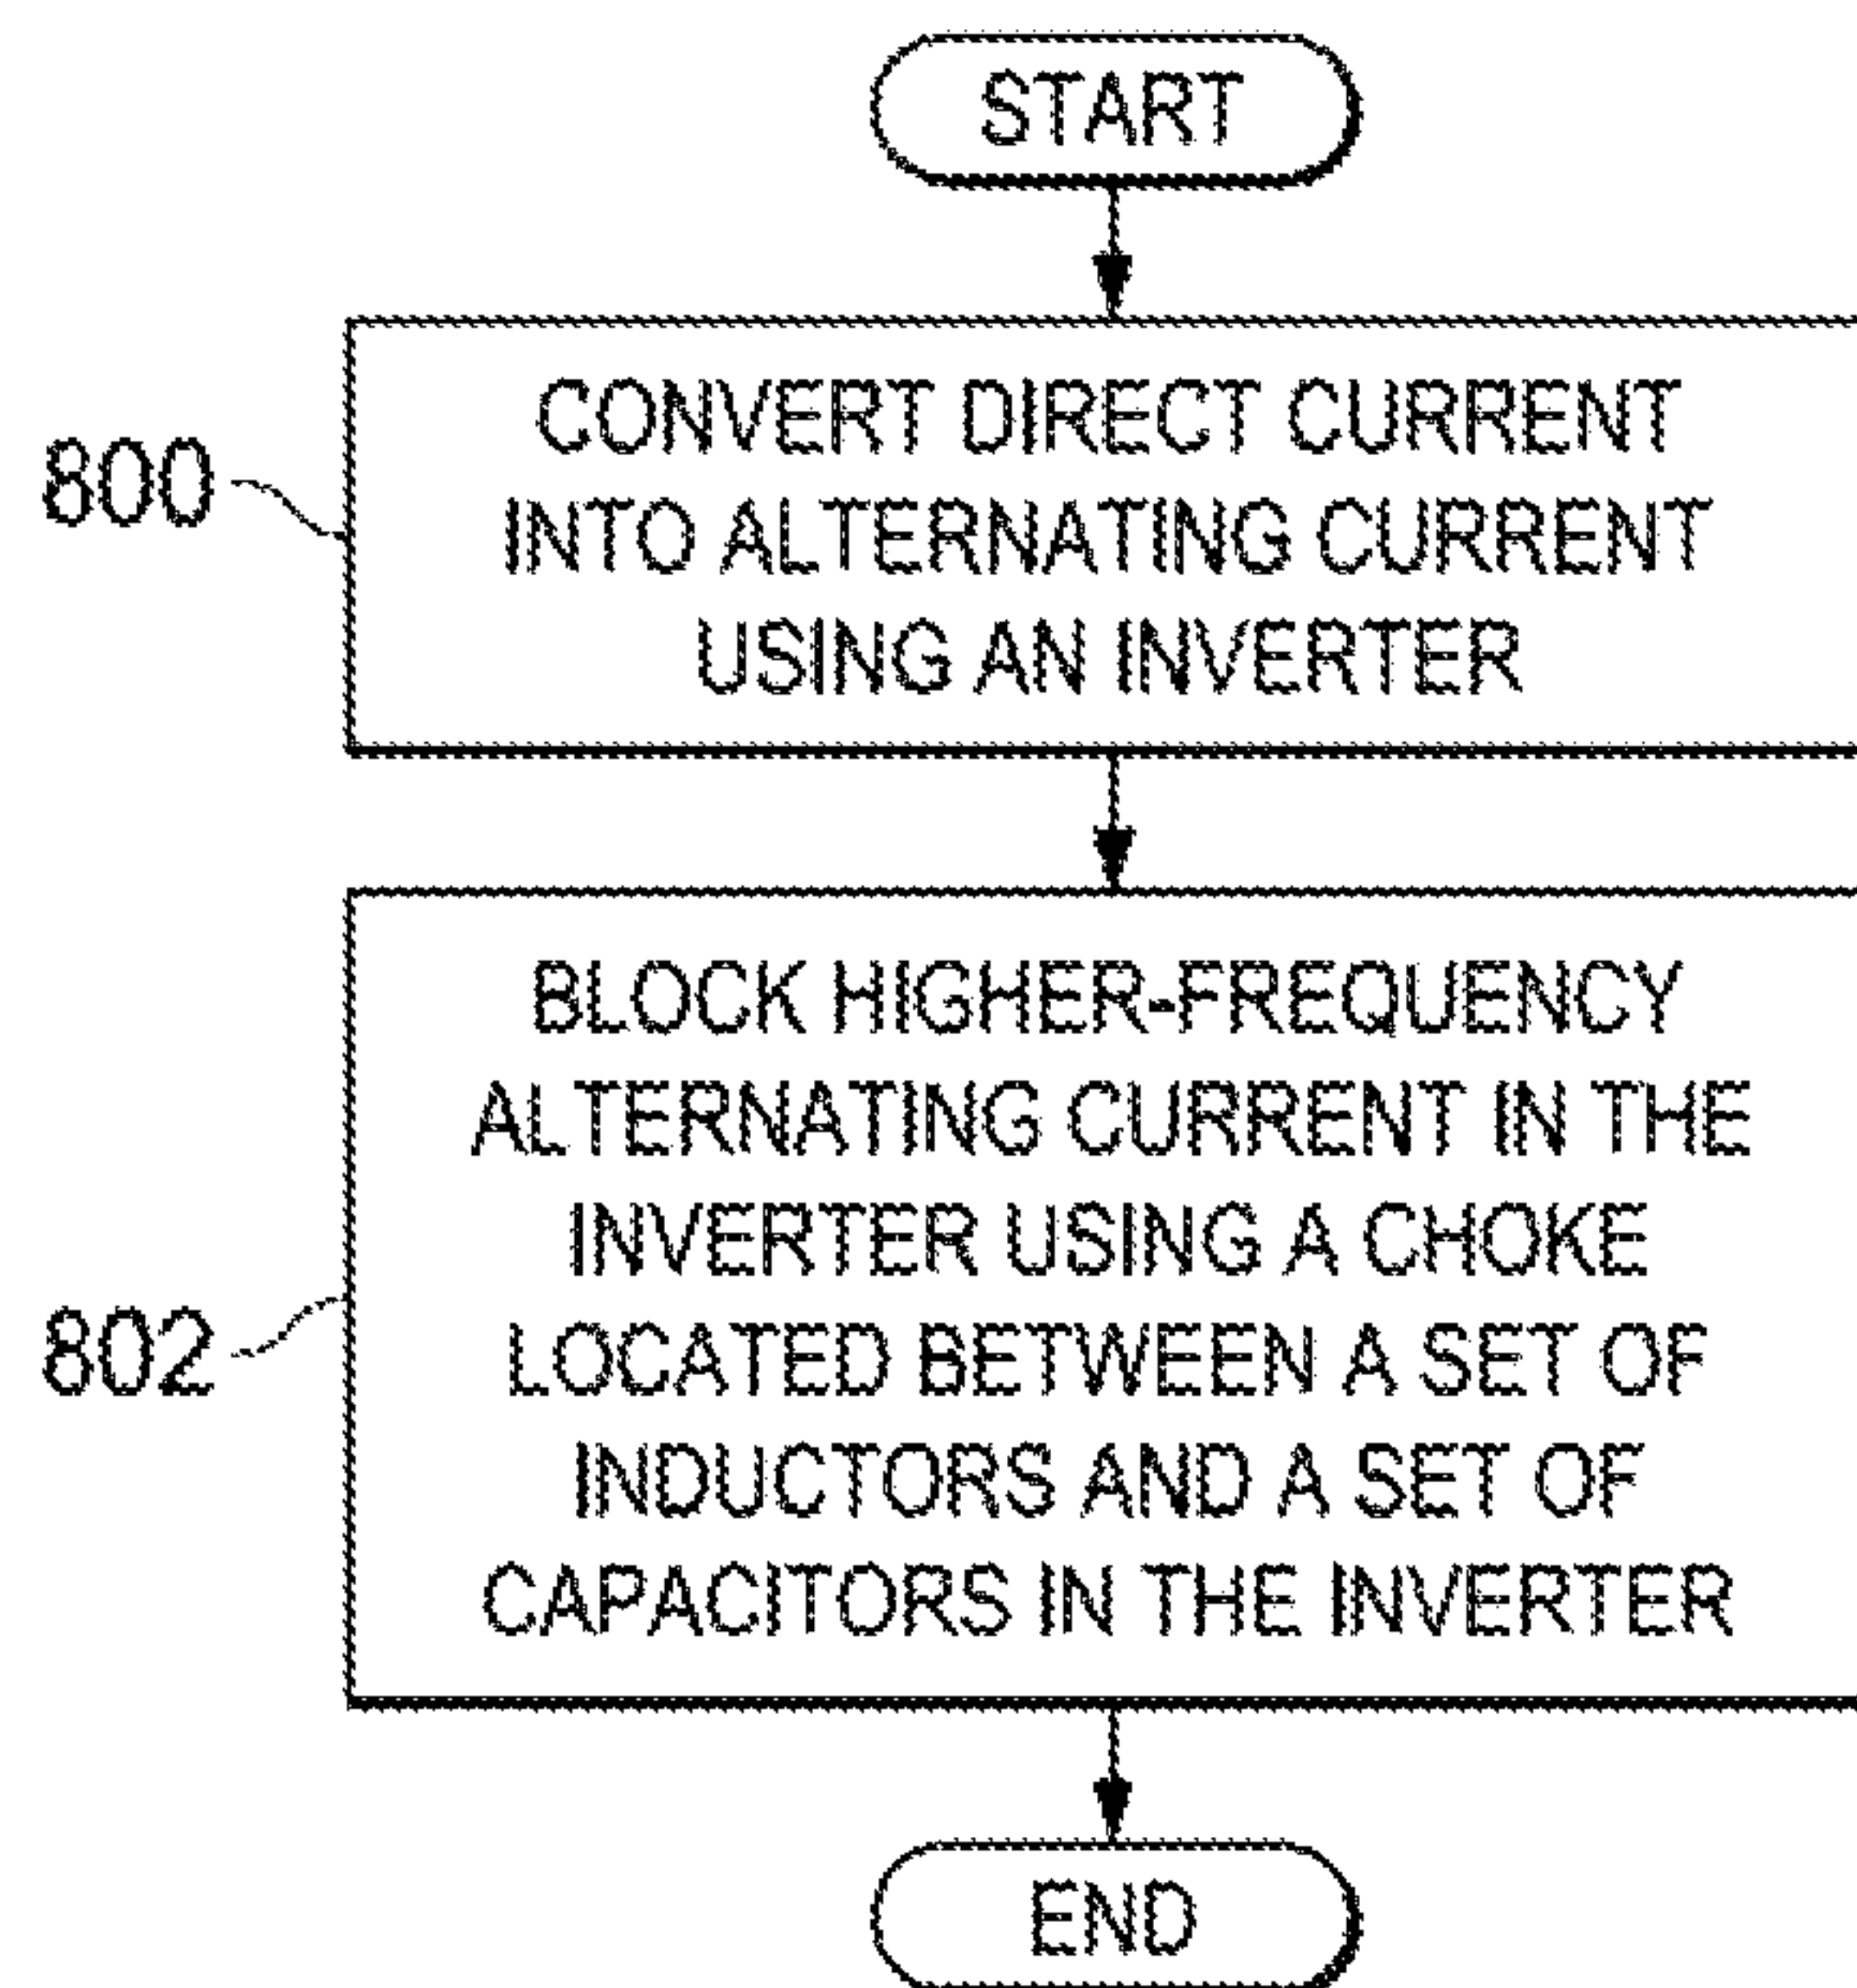 START
800
CONVERT DIRECT CURRENT
INTO ALTERNATING CURRENT
USING AN INVERTER
802
BLOCK HIGHER-FREQUENCY
ALTERNATING CURRENT IN THE
INVERTER USING A CHOKE
LOCATED BETWEEN A SET OF
INDUCTORS AND A SET OF
CAPACITORS IN THE INVERTER
END